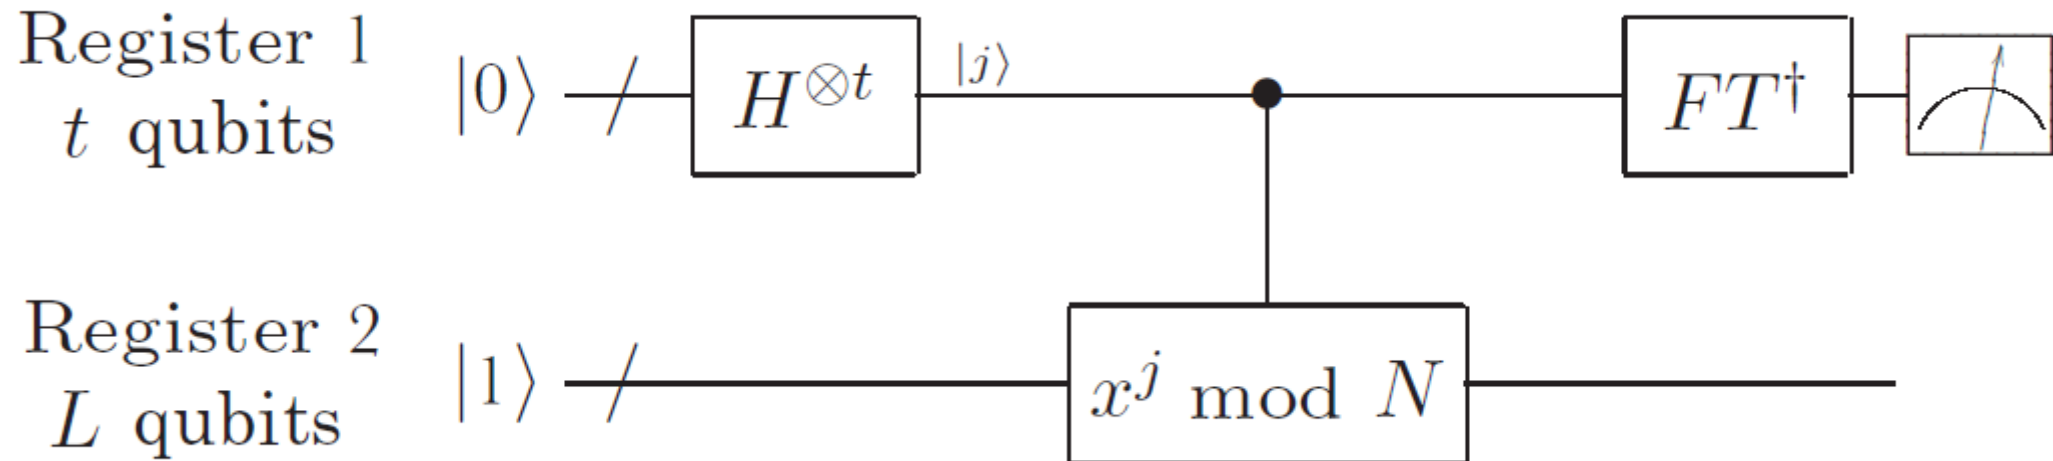 Register 1
t qubits
|0⟩
H^{⊗t}
|j⟩
FT^†
Register 2
L qubits
|1⟩
x^j mod N